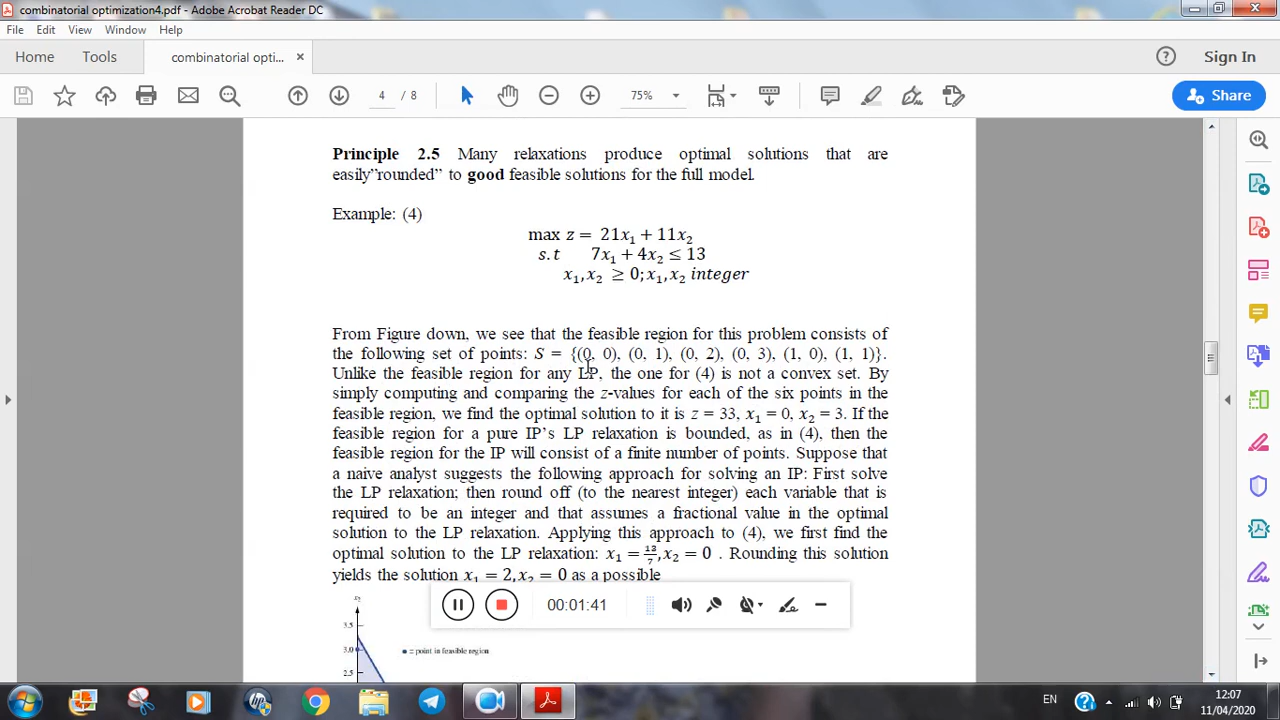 combinatorial optimization4.pdf - Adobe Acrobat Reader DC
File Edit View Window Help
Home Tools combinatorial opti... × Sign In
4 / 8 75% Share
Principle 2.5 Many relaxations produce optimal solutions that are
easily”rounded” to good feasible solutions for the full model.
Example: (4)
max z = 21x₁ + 11x₂
s.t 7x₁ + 4x₂ ≤ 13
x₁, x₂ ≥ 0; x₁, x₂ integer
From Figure down, we see that the feasible region for this problem consists of
the following set of points: S = {(0, 0), (0, 1), (0, 2), (0, 3), (1, 0), (1, 1)}.
Unlike the feasible region for any LP, the one for (4) is not a convex set. By
simply computing and comparing the z-values for each of the six points in the
feasible region, we find the optimal solution to it is z = 33, x₁ = 0, x₂ = 3. If the
feasible region for a pure IP’s LP relaxation is bounded, as in (4), then the
feasible region for the IP will consist of a finite number of points. Suppose that
a naive analyst suggests the following approach for solving an IP: First solve
the LP relaxation; then round off (to the nearest integer) each variable that is
required to be an integer and that assumes a fractional value in the optimal
solution to the LP relaxation. Applying this approach to (4), we first find the
optimal solution to the LP relaxation: x₁ = 13/7, x₂ = 0 . Rounding this solution
yields the solution x₁ = 2, x₂ = 0 as a possible
00:01:41
x₂
3.5
3.0
= point in feasible region
2.5
EN
12:07
11/04/2020